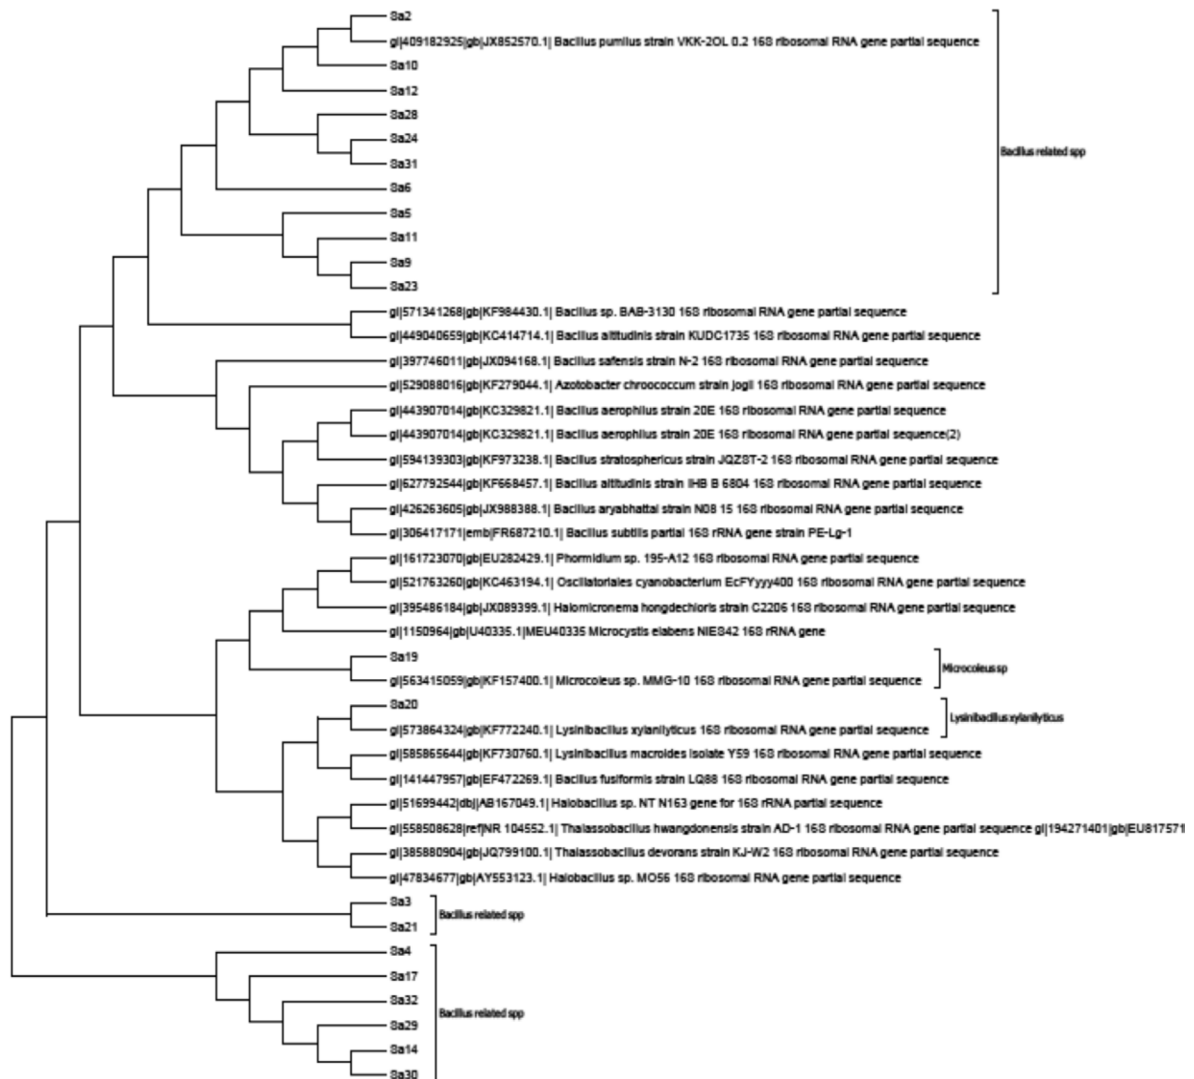 Sa2
gi|409182925|gb|JX852570.1| Bacillus pumilus strain VKK-2OL 0.2 16S ribosomal RNA gene partial sequence
Sa10
Sa12
Sa28
Sa24
Sa31
Bacillus related spp
Sa6
Sa5
Sa11
Sa9
Sa23
gi|571341268|gb|KF984430.1| Bacillus sp. BAB-3130 16S ribosomal RNA gene partial sequence
gi|449040659|gb|KC414714.1| Bacillus altitudinis strain KUDC1735 16S ribosomal RNA gene partial sequence
gi|397746011|gb|JX094168.1| Bacillus safensis strain N-2 16S ribosomal RNA gene partial sequence
gi|529088016|gb|KF279044.1| Azotobacter chroococcum strain jogii 16S ribosomal RNA gene partial sequence
gi|443907014|gb|KC329821.1| Bacillus aerophilus strain 20E 16S ribosomal RNA gene partial sequence
gi|443907014|gb|KC329821.1| Bacillus aerophilus strain 20E 16S ribosomal RNA gene partial sequence(2)
gi|594139303|gb|KF973238.1| Bacillus stratosphericus strain JQZST-2 16S ribosomal RNA gene partial sequence
gi|627792544|gb|KF668457.1| Bacillus altitudinis strain IHB B 6804 16S ribosomal RNA gene partial sequence
gi|426263605|gb|JX988388.1| Bacillus aryabhattai strain N08 15 16S ribosomal RNA gene partial sequence
gi|306417171|emb|FR687210.1| Bacillus subtilis partial 16S rRNA gene strain PE-Lg-1
gi|161723070|gb|EU282429.1| Phormidium sp. 195-A12 16S ribosomal RNA gene partial sequence
gi|521763260|gb|KC463194.1| Oscillatoriales cyanobacterium EcFYyyy400 16S ribosomal RNA gene partial sequence
gi|395486184|gb|JX089399.1| Halomicronema hongdechloris strain C2206 16S ribosomal RNA gene partial sequence
gi|1150964|gb|U40335.1|MEU40335 Microcystis elabens NIES42 16S rRNA gene
Sa19
Microcoleus sp
gi|563415059|gb|KF157400.1| Microcoleus sp. MMG-10 16S ribosomal RNA gene partial sequence
Sa20
Lysinibacillus xylanilyticus
gi|573864324|gb|KF772240.1| Lysinibacillus xylanilyticus 16S ribosomal RNA gene partial sequence
gi|585865644|gb|KF730760.1| Lysinibacillus macroides isolate Y59 16S ribosomal RNA gene partial sequence
gi|141447957|gb|EF472269.1| Bacillus fusiformis strain LQ88 16S ribosomal RNA gene partial sequence
gi|51699442|dbj|AB167049.1| Halobacillus sp. NT N163 gene for 16S rRNA partial sequence
gi|558508628|ref|NR 104552.1| Thalassobacillus hwangdonensis strain AD-1 16S ribosomal RNA gene partial sequence gi|194271401|gb|EU817571
gi|385880904|gb|JQ799100.1| Thalassobacillus devorans strain KJ-W2 16S ribosomal RNA gene partial sequence
gi|47834677|gb|AY553123.1| Halobacillus sp. MO56 16S ribosomal RNA gene partial sequence
Sa3
Bacillus related spp
Sa21
Sa4
Sa17
Sa32
Bacillus related spp
Sa29
Sa14
Sa30